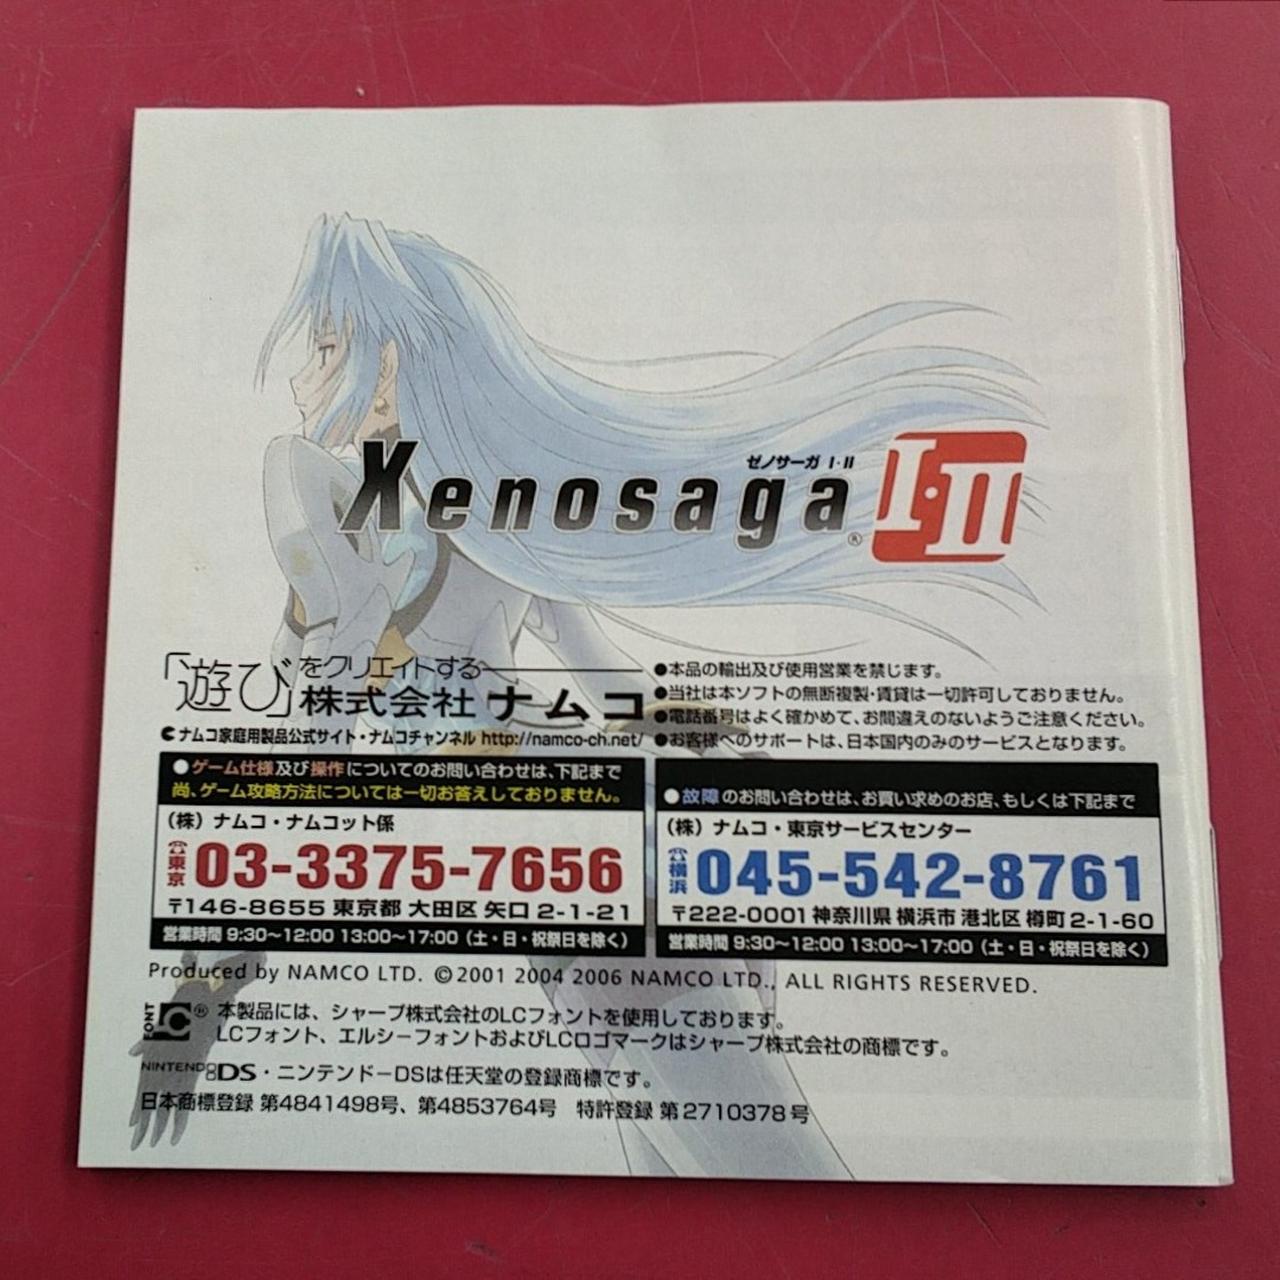 ゼノサーガ I・II
Xenosaga® I・II
「遊び」をクリエイトする
株式会社ナムコ
ナムコ家庭用製品公式サイト・ナムコチャンネル http://namco-ch.net/
●本品の輸出及び使用営業を禁じます。
●当社は本ソフトの無断複製・賃貸は一切許可しておりません。
●電話番号はよく確かめて、お間違えのないようご注意ください。
●お客様へのサポートは、日本国内のみのサービスとなります。
●ゲーム仕様及び操作についてのお問い合わせは、下記まで
尚、ゲーム攻略方法については一切お答えしておりません。
(株)ナムコ・ナムコット係
☎東京 03-3375-7656
〒146-8655 東京都 大田区 矢口 2-1-21
営業時間 9:30〜12:00 13:00〜17:00(土・日・祝祭日を除く)
●故障のお問い合わせは、お買い求めのお店、もしくは下記まで
(株)ナムコ・東京サービスセンター
☎横浜 045-542-8761
〒222-0001 神奈川県 横浜市 港北区 樽町 2-1-60
営業時間 9:30〜12:00 13:00〜17:00(土・日・祝祭日を除く)
Produced by NAMCO LTD. ©2001 2004 2006 NAMCO LTD., ALL RIGHTS RESERVED.
LC FONT ® 本製品には、シャープ株式会社のLCフォントを使用しております。
LCフォント、エルシーフォントおよびLCロゴマークはシャープ株式会社の商標です。
NINTENDO DS・ニンテンドーDSは任天堂の登録商標です。
日本商標登録 第4841498号、第4853764号 特許登録 第2710378号